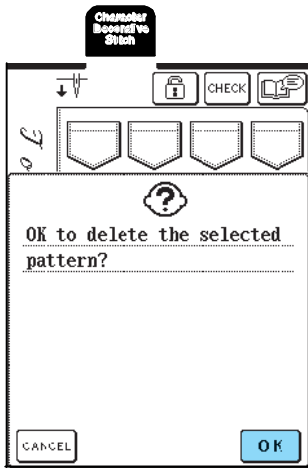 Character
Decorative
Stitch
CHECK
OK to delete the selected
pattern?
CANCEL
OK